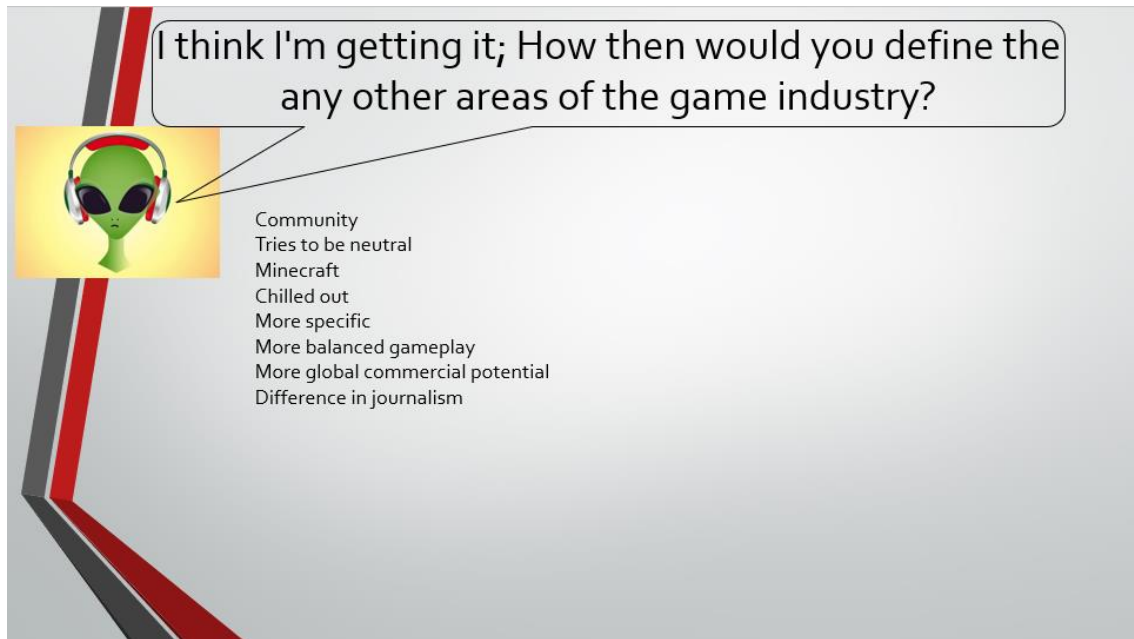 I think I'm getting it; How then would you define the
any other areas of the game industry?
Community
Tries to be neutral
Minecraft
Chilled out
More specific
More balanced gameplay
More global commercial potential
Difference in journalism